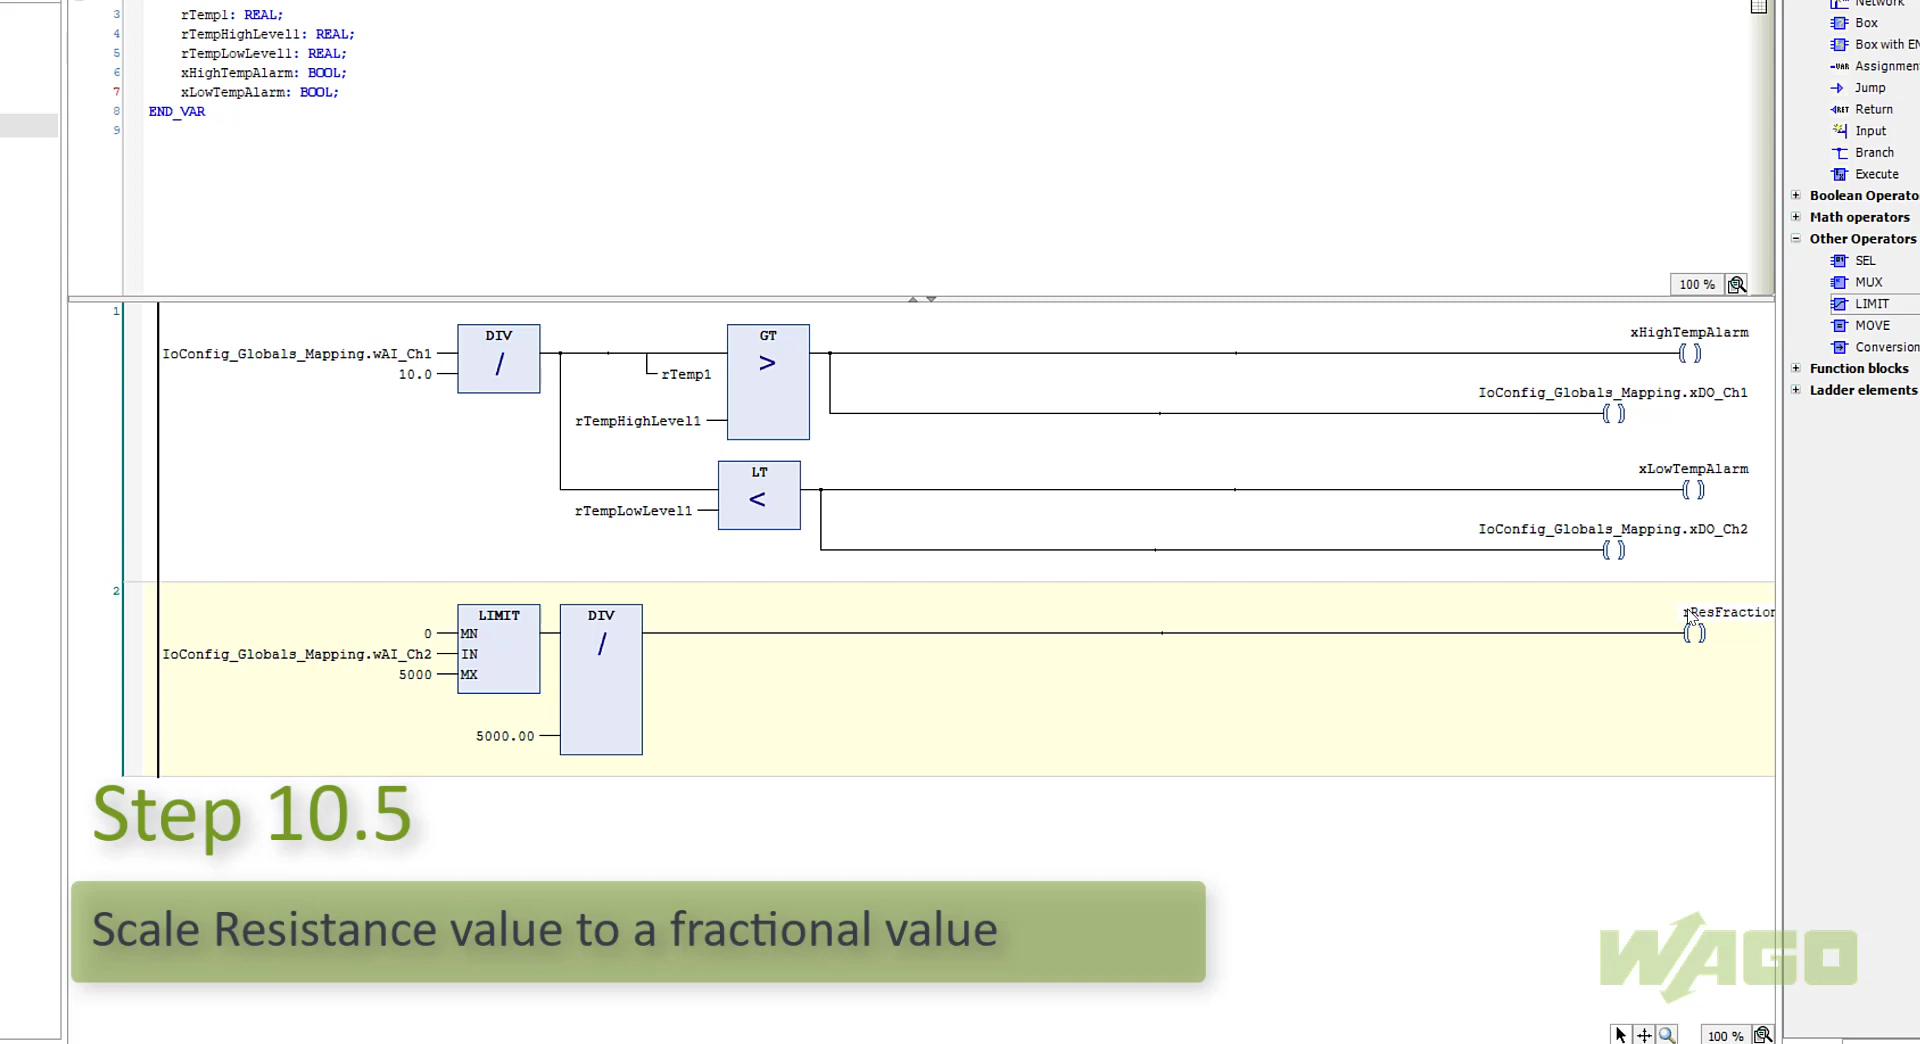 3 rTemp1: REAL;
4 rTempHighLevel1: REAL;
5 rTempLowLevel1: REAL;
6 xHighTempAlarm: BOOL;
7 xLowTempAlarm: BOOL;
8 END_VAR
9
100 %
1
DIV
/
IoConfig_Globals_Mapping.wAI_Ch1
10.0
rTemp1
GT
>
rTempHighLevel1
xHighTempAlarm
IoConfig_Globals_Mapping.xDO_Ch1
LT
<
rTempLowLevel1
xLowTempAlarm
IoConfig_Globals_Mapping.xDO_Ch2
2
LIMIT
DIV
/
0 MN
IoConfig_Globals_Mapping.wAI_Ch2 IN
5000 MX
5000.00
rResFraction
Step 10.5
Scale Resistance value to a fractional value
WAGO
100 %
Network
Box
Box with EN
Assignmen
Jump
Return
Input
Branch
Execute
Boolean Operato
Math operators
Other Operators
SEL
MUX
LIMIT
MOVE
Conversion
Function blocks
Ladder elements